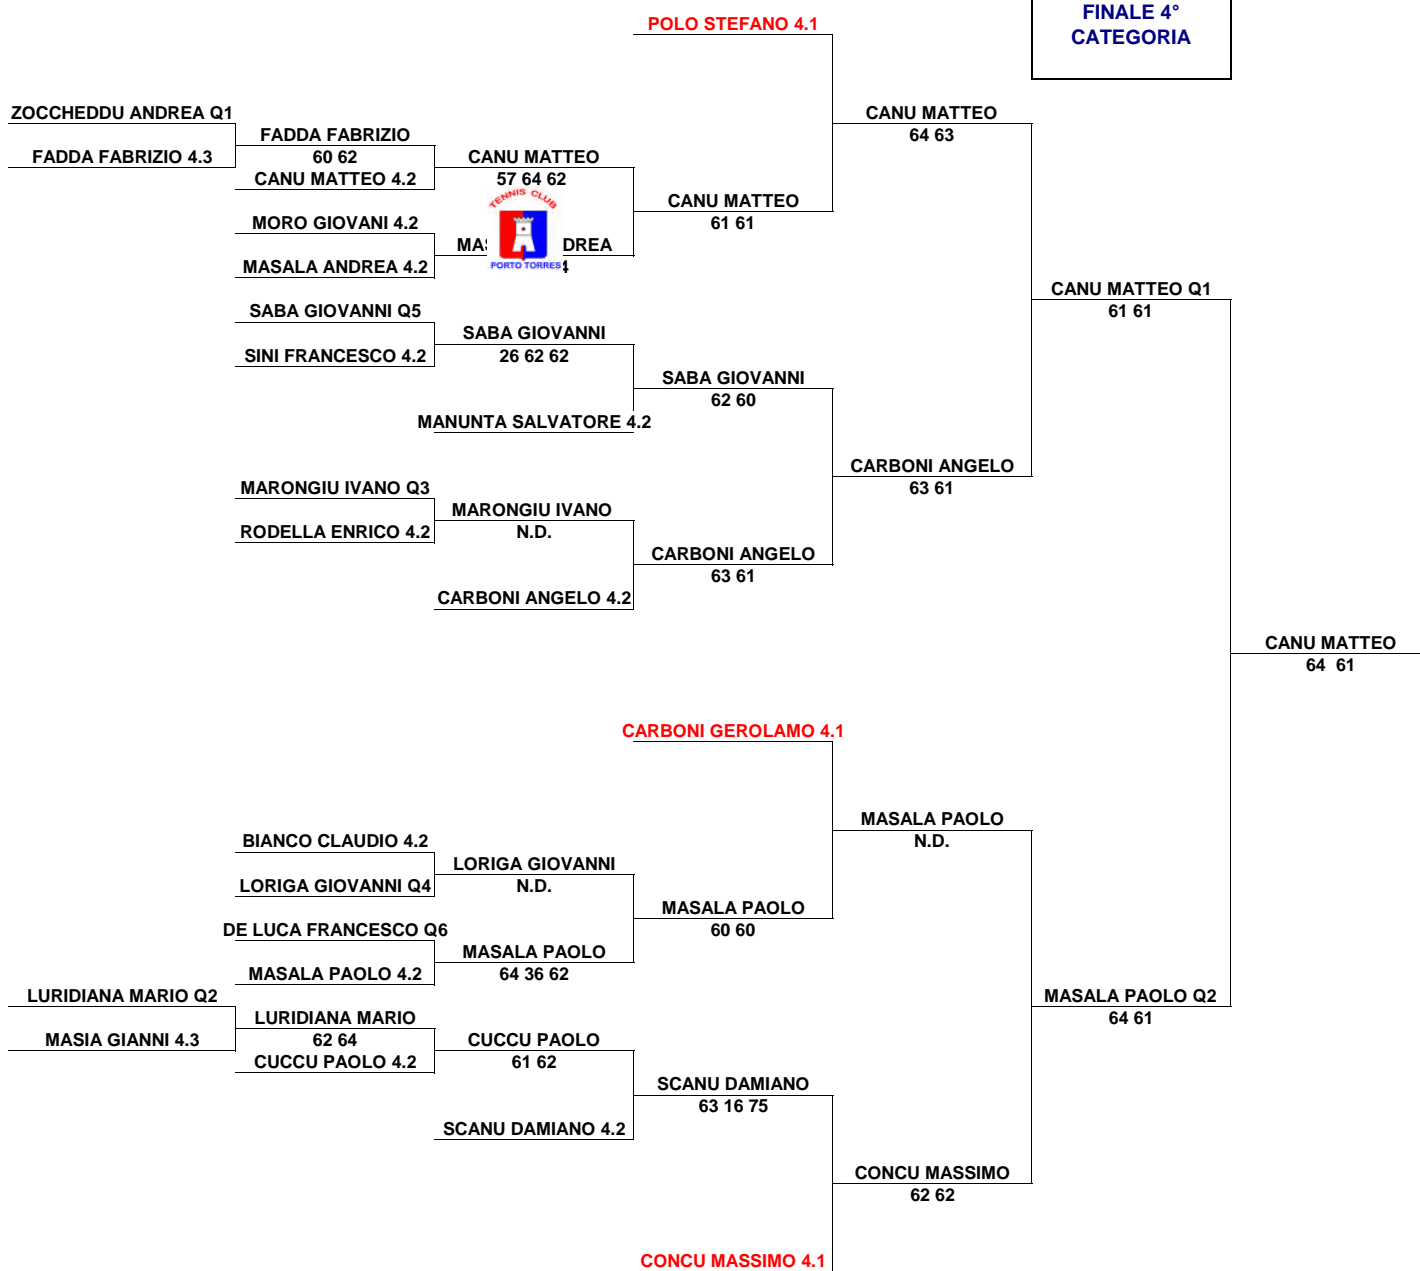 FINALE 4°
CATEGORIA
POLO STEFANO 4.1
ZOCCHEDDU ANDREA Q1
CANU MATTEO
FADDA FABRIZIO
64 63
FADDA FABRIZIO 4.3
60 62
CANU MATTEO
CANU MATTEO 4.2
57 64 62
TENNIS CLUB
CANU MATTEO
MORO GIOVANI 4.2
61 61
MASALA ANDREA 4.2
PORTO TORRES
CANU MATTEO Q1
SABA GIOVANNI Q5
61 61
SABA GIOVANNI
SINI FRANCESCO 4.2
26 62 62
SABA GIOVANNI
62 60
MANUNTA SALVATORE 4.2
CARBONI ANGELO
MARONGIU IVANO Q3
63 61
MARONGIU IVANO
RODELLA ENRICO 4.2
N.D.
CARBONI ANGELO
63 61
CARBONI ANGELO 4.2
CANU MATTEO
64 61
CARBONI GEROLAMO 4.1
MASALA PAOLO
BIANCO CLAUDIO 4.2
N.D.
LORIGA GIOVANNI
LORIGA GIOVANNI Q4
N.D.
MASALA PAOLO
DE LUCA FRANCESCO Q6
60 60
MASALA PAOLO
MASALA PAOLO 4.2
64 36 62
LURIDIANA MARIO Q2
MASALA PAOLO Q2
LURIDIANA MARIO
64 61
MASIA GIANNI 4.3
62 64
CUCCU PAOLO
CUCCU PAOLO 4.2
61 62
SCANU DAMIANO
63 16 75
SCANU DAMIANO 4.2
CONCU MASSIMO
62 62
CONCU MASSIMO 4.1